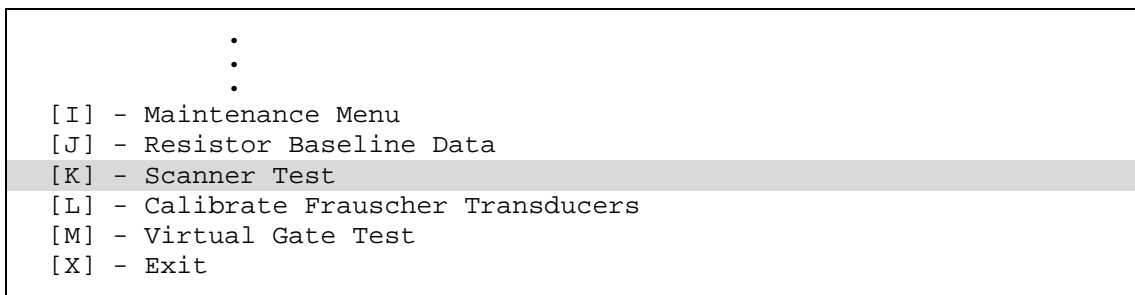 •
•
•
[I] - Maintenance Menu
[J] - Resistor Baseline Data
[K] - Scanner Test
[L] - Calibrate Frauscher Transducers
[M] - Virtual Gate Test
[X] - Exit